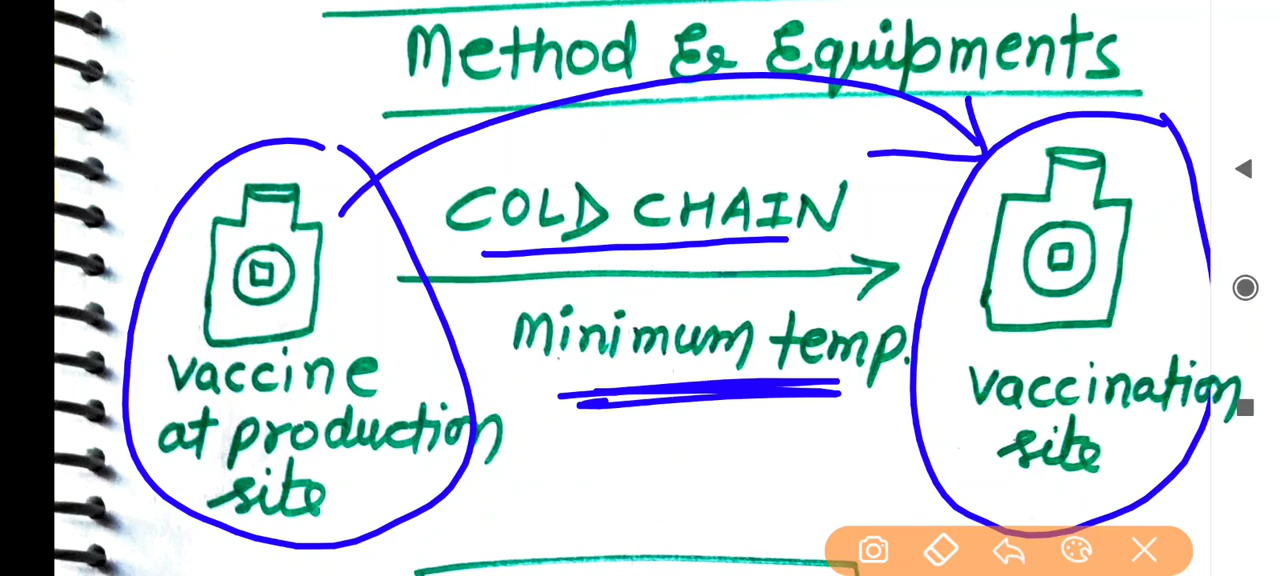 Method & Equipments
COLD CHAIN
minimum temp.
vaccine
at production
site
vaccination
site